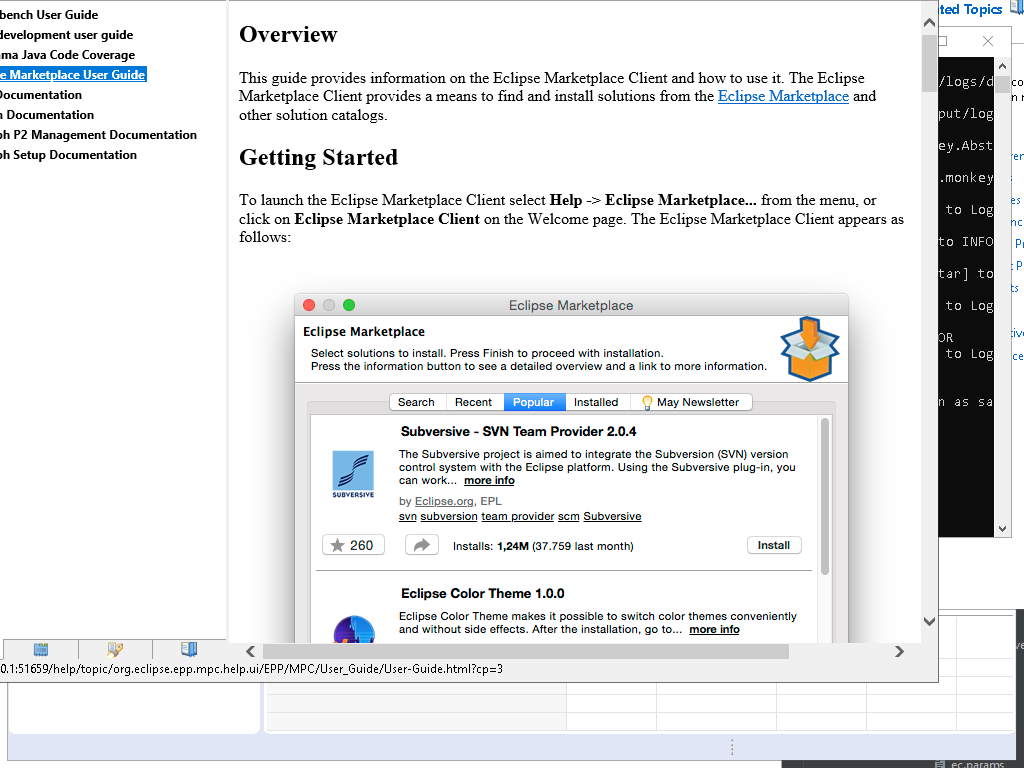 bench User Guide
development user guide
ma Java Code Coverage
e Marketplace User Guide
Documentation
n Documentation
ph P2 Management Documentation
ph Setup Documentation
Overview
This guide provides information on the Eclipse Marketplace Client and how to use it. The Eclipse
Marketplace Client provides a means to find and install solutions from the Eclipse Marketplace and
other solution catalogs.
Getting Started
To launch the Eclipse Marketplace Client select Help -> Eclipse Marketplace... from the menu, or
click on Eclipse Marketplace Client on the Welcome page. The Eclipse Marketplace Client appears as
follows:
Eclipse Marketplace
Eclipse Marketplace
Select solutions to install. Press Finish to proceed with installation.
Press the information button to see a detailed overview and a link to more information.
Search Recent Popular Installed May Newsletter
Subversive - SVN Team Provider 2.0.4
The Subversive project is aimed to integrate the Subversion (SVN) version
control system with the Eclipse platform. Using the Subversive plug-in, you
can work... more info
SUBVERSIVE
by Eclipse.org, EPL
svn subversion team provider scm Subversive
260 Installs: 1,24M (37.759 last month) Install
Eclipse Color Theme 1.0.0
Eclipse Color Theme makes it possible to switch color themes conveniently
and without side effects. After the installation, go to... more info
0.1:51659/help/topic/org.eclipse.epp.mpc.help.ui/EPP/MPC/User_Guide/User-Guide.html?cp=3
ted Topics
/logs/d
put/log
ey.Abst
.monkey
to Log
to INFO
tar] to
to Log
OR
to Log
n as sa
ec.params